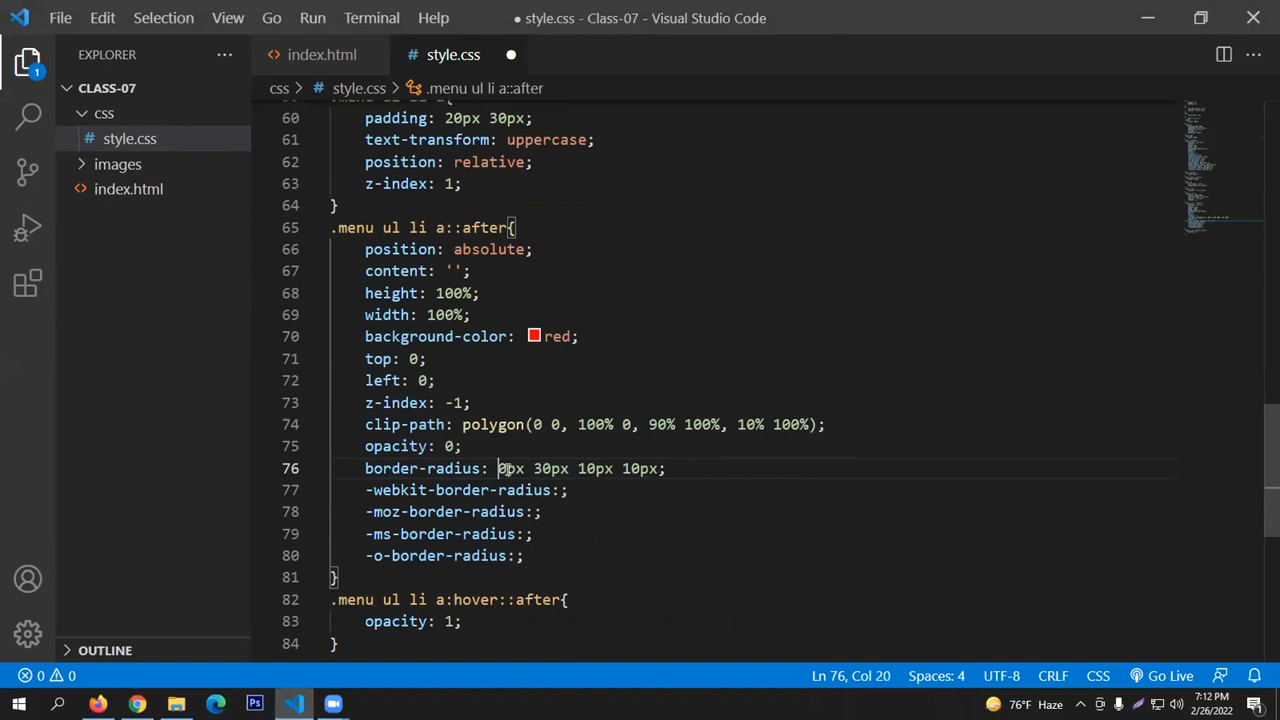 File Edit Selection View Go Run Terminal Help ● style.css - Class-07 - Visual Studio Code
EXPLORER
index.html # style.css
CLASS-07
css > # style.css > .menu ul li a::after
css
# style.css
images
index.html
60 padding: 20px 30px;
61 text-transform: uppercase;
62 position: relative;
63 z-index: 1;
64 }
65 .menu ul li a::after{
66 position: absolute;
67 content: '';
68 height: 100%;
69 width: 100%;
70 background-color: red;
71 top: 0;
72 left: 0;
73 z-index: -1;
74 clip-path: polygon(0 0, 100% 0, 90% 100%, 10% 100%);
75 opacity: 0;
76 border-radius: 0px 30px 10px 10px;
77 -webkit-border-radius:;
78 -moz-border-radius:;
79 -ms-border-radius:;
80 -o-border-radius:;
81 }
82 .menu ul li a:hover::after{
83 opacity: 1;
84 }
OUTLINE
1
0 0 Ln 76, Col 20 Spaces: 4 UTF-8 CRLF CSS Go Live
Ps 76°F Haze 7:12 PM
2/26/2022